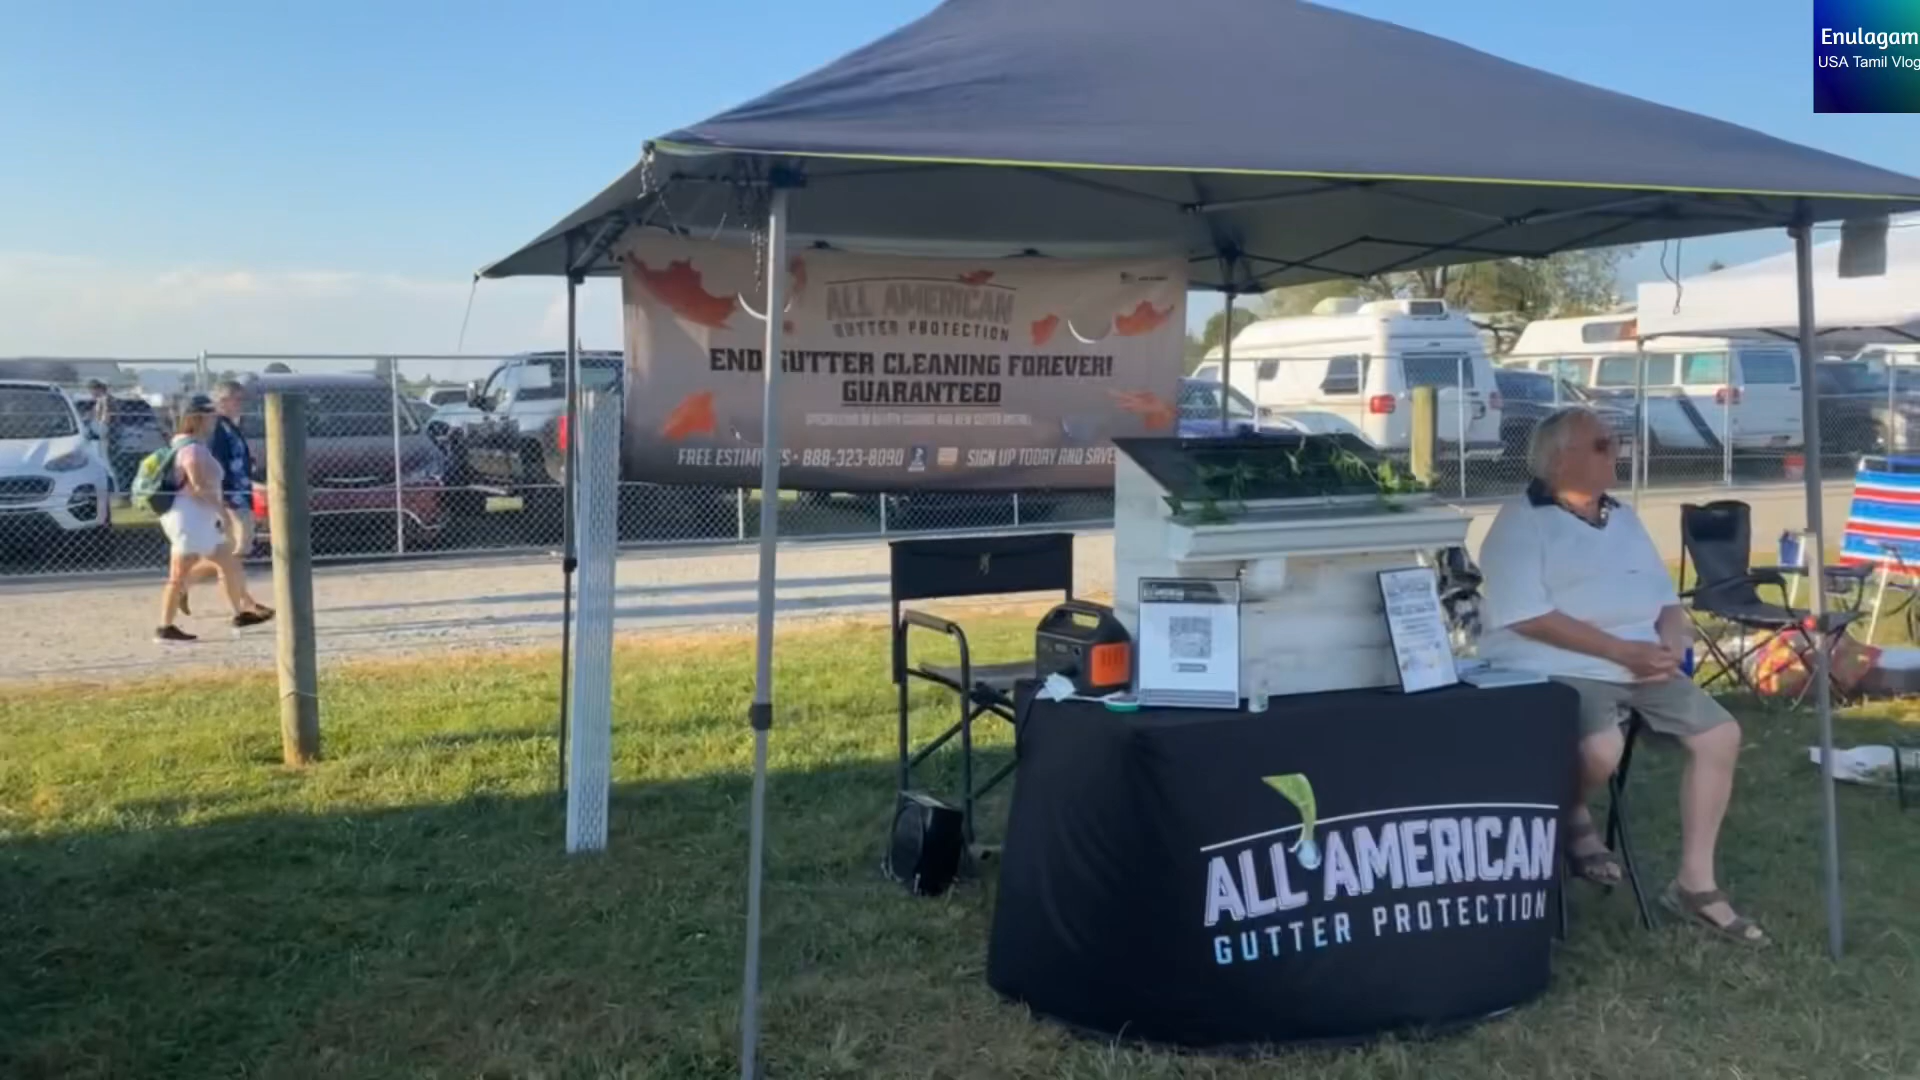 Enulagam
USA Tamil Vlog
ALL AMERICAN
GUTTER PROTECTION
END GUTTER CLEANING FOREVER!
GUARANTEED
FREE ESTIMATES • 888-323-8090 SIGN UP TODAY AND SAVE
ALL AMERICAN
GUTTER PROTECTION